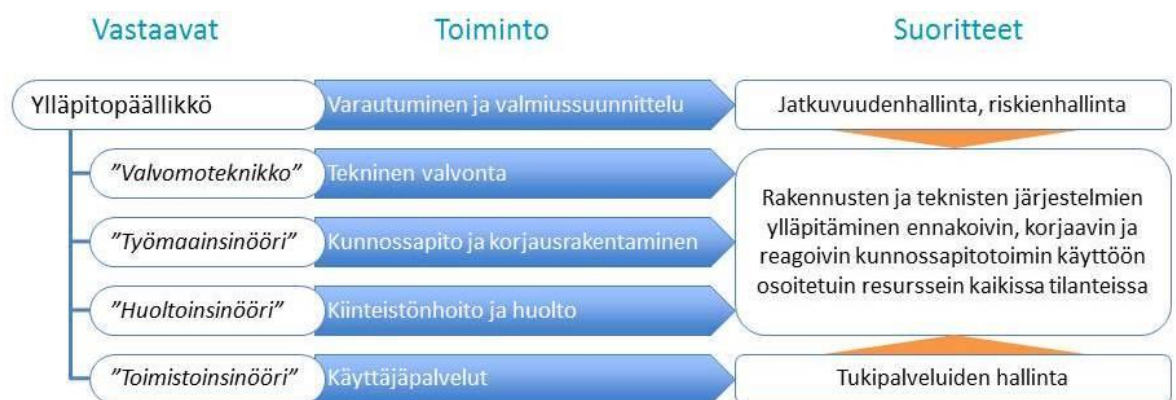 Vastaavat Toiminto Suoritteet
Ylläpitopäällikkö Varautuminen ja valmiussuunnittelu Jatkuvuudenhallinta, riskienhallinta
”Valvomoteknikko” Tekninen valvonta
”Työmaainsinööri” Kunnossapito ja korjausrakentaminen
”Huoltoinsinööri” Kiinteistönhoito ja huolto
Rakennusten ja teknisten järjestelmien
ylläpitäminen ennakoivin, korjaavin ja
reagoivin kunnossapitotoimin käyttöön
osoitetuin resurssein kaikissa tilanteissa
”Toimistoinsinööri” Käyttäjäpalvelut Tukipalveluiden hallinta